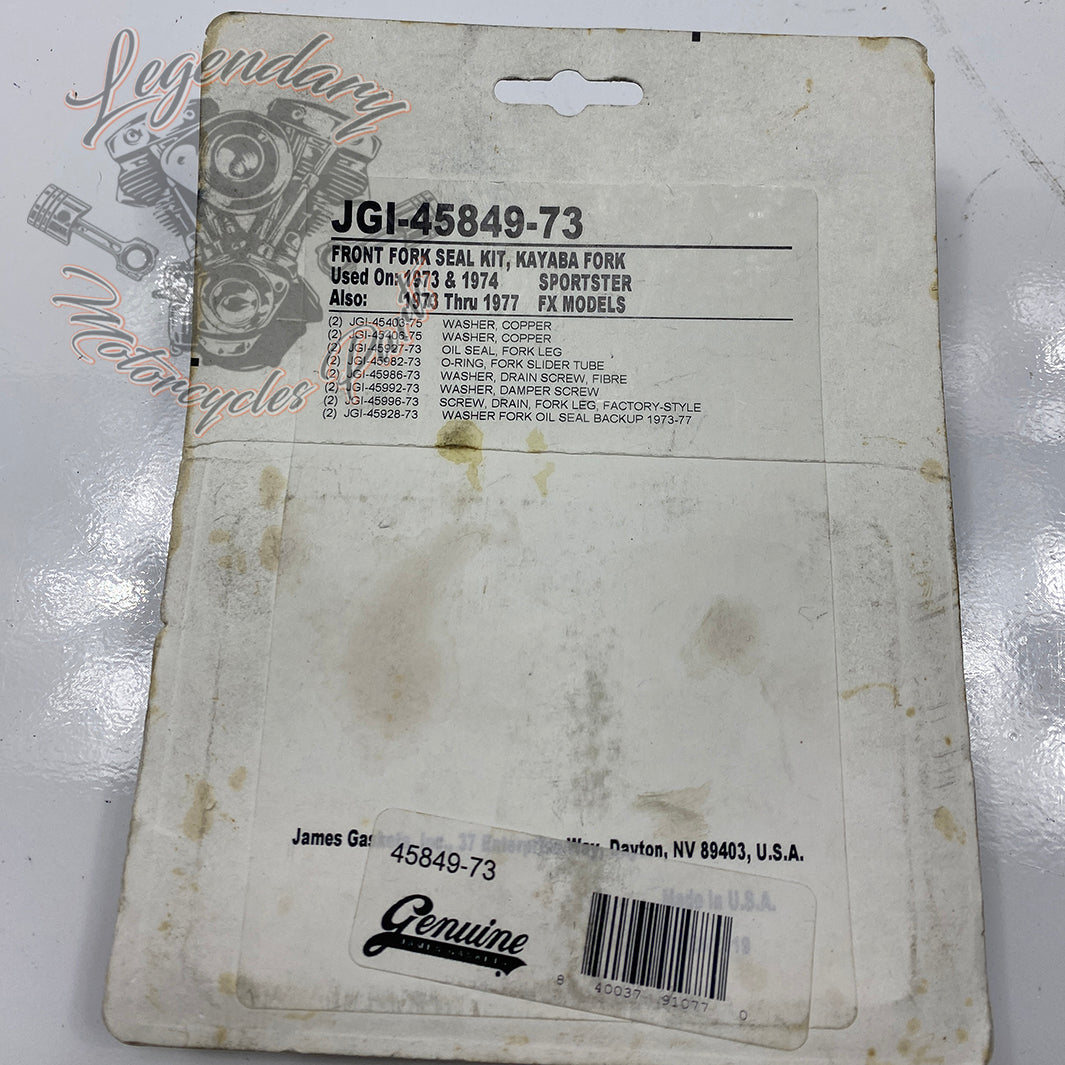 Legendary
Motorcycles Parts
JGI-45849-73
FRONT FORK SEAL KIT, KAYABA FORK
Used On: 1973 & 1974 SPORTSTER
Also: 1973 Thru 1977 FX MODELS
(2) JGI-45403-75 WASHER, COPPER
(2) JGI-45406-75 WASHER, COPPER
(2) JGI-45927-73 OIL SEAL, FORK LEG
(2) JGI-45982-73 O-RING, FORK SLIDER TUBE
(2) JGI-45986-73 WASHER, DRAIN SCREW, FIBRE
(2) JGI-45992-73 WASHER, DAMPER SCREW
(2) JGI-45996-73 SCREW, DRAIN, FORK LEG, FACTORY-STYLE
(2) JGI-45928-73 WASHER FORK OIL SEAL BACKUP 1973-77
James Gaskets, Inc., 37 Enterprise Way, Dayton, NV 89403, U.S.A.
45849-73
Made in U.S.A.
Genuine
JAMES GASKETS
8 40037 91077 0